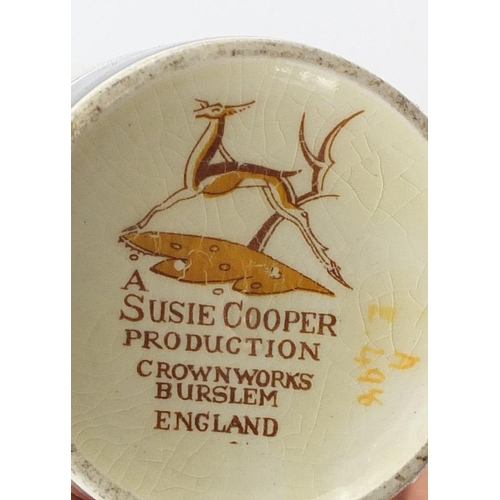 A
SUSIE COOPER
PRODUCTION
CROWNWORKS
BURSLEM
ENGLAND
A